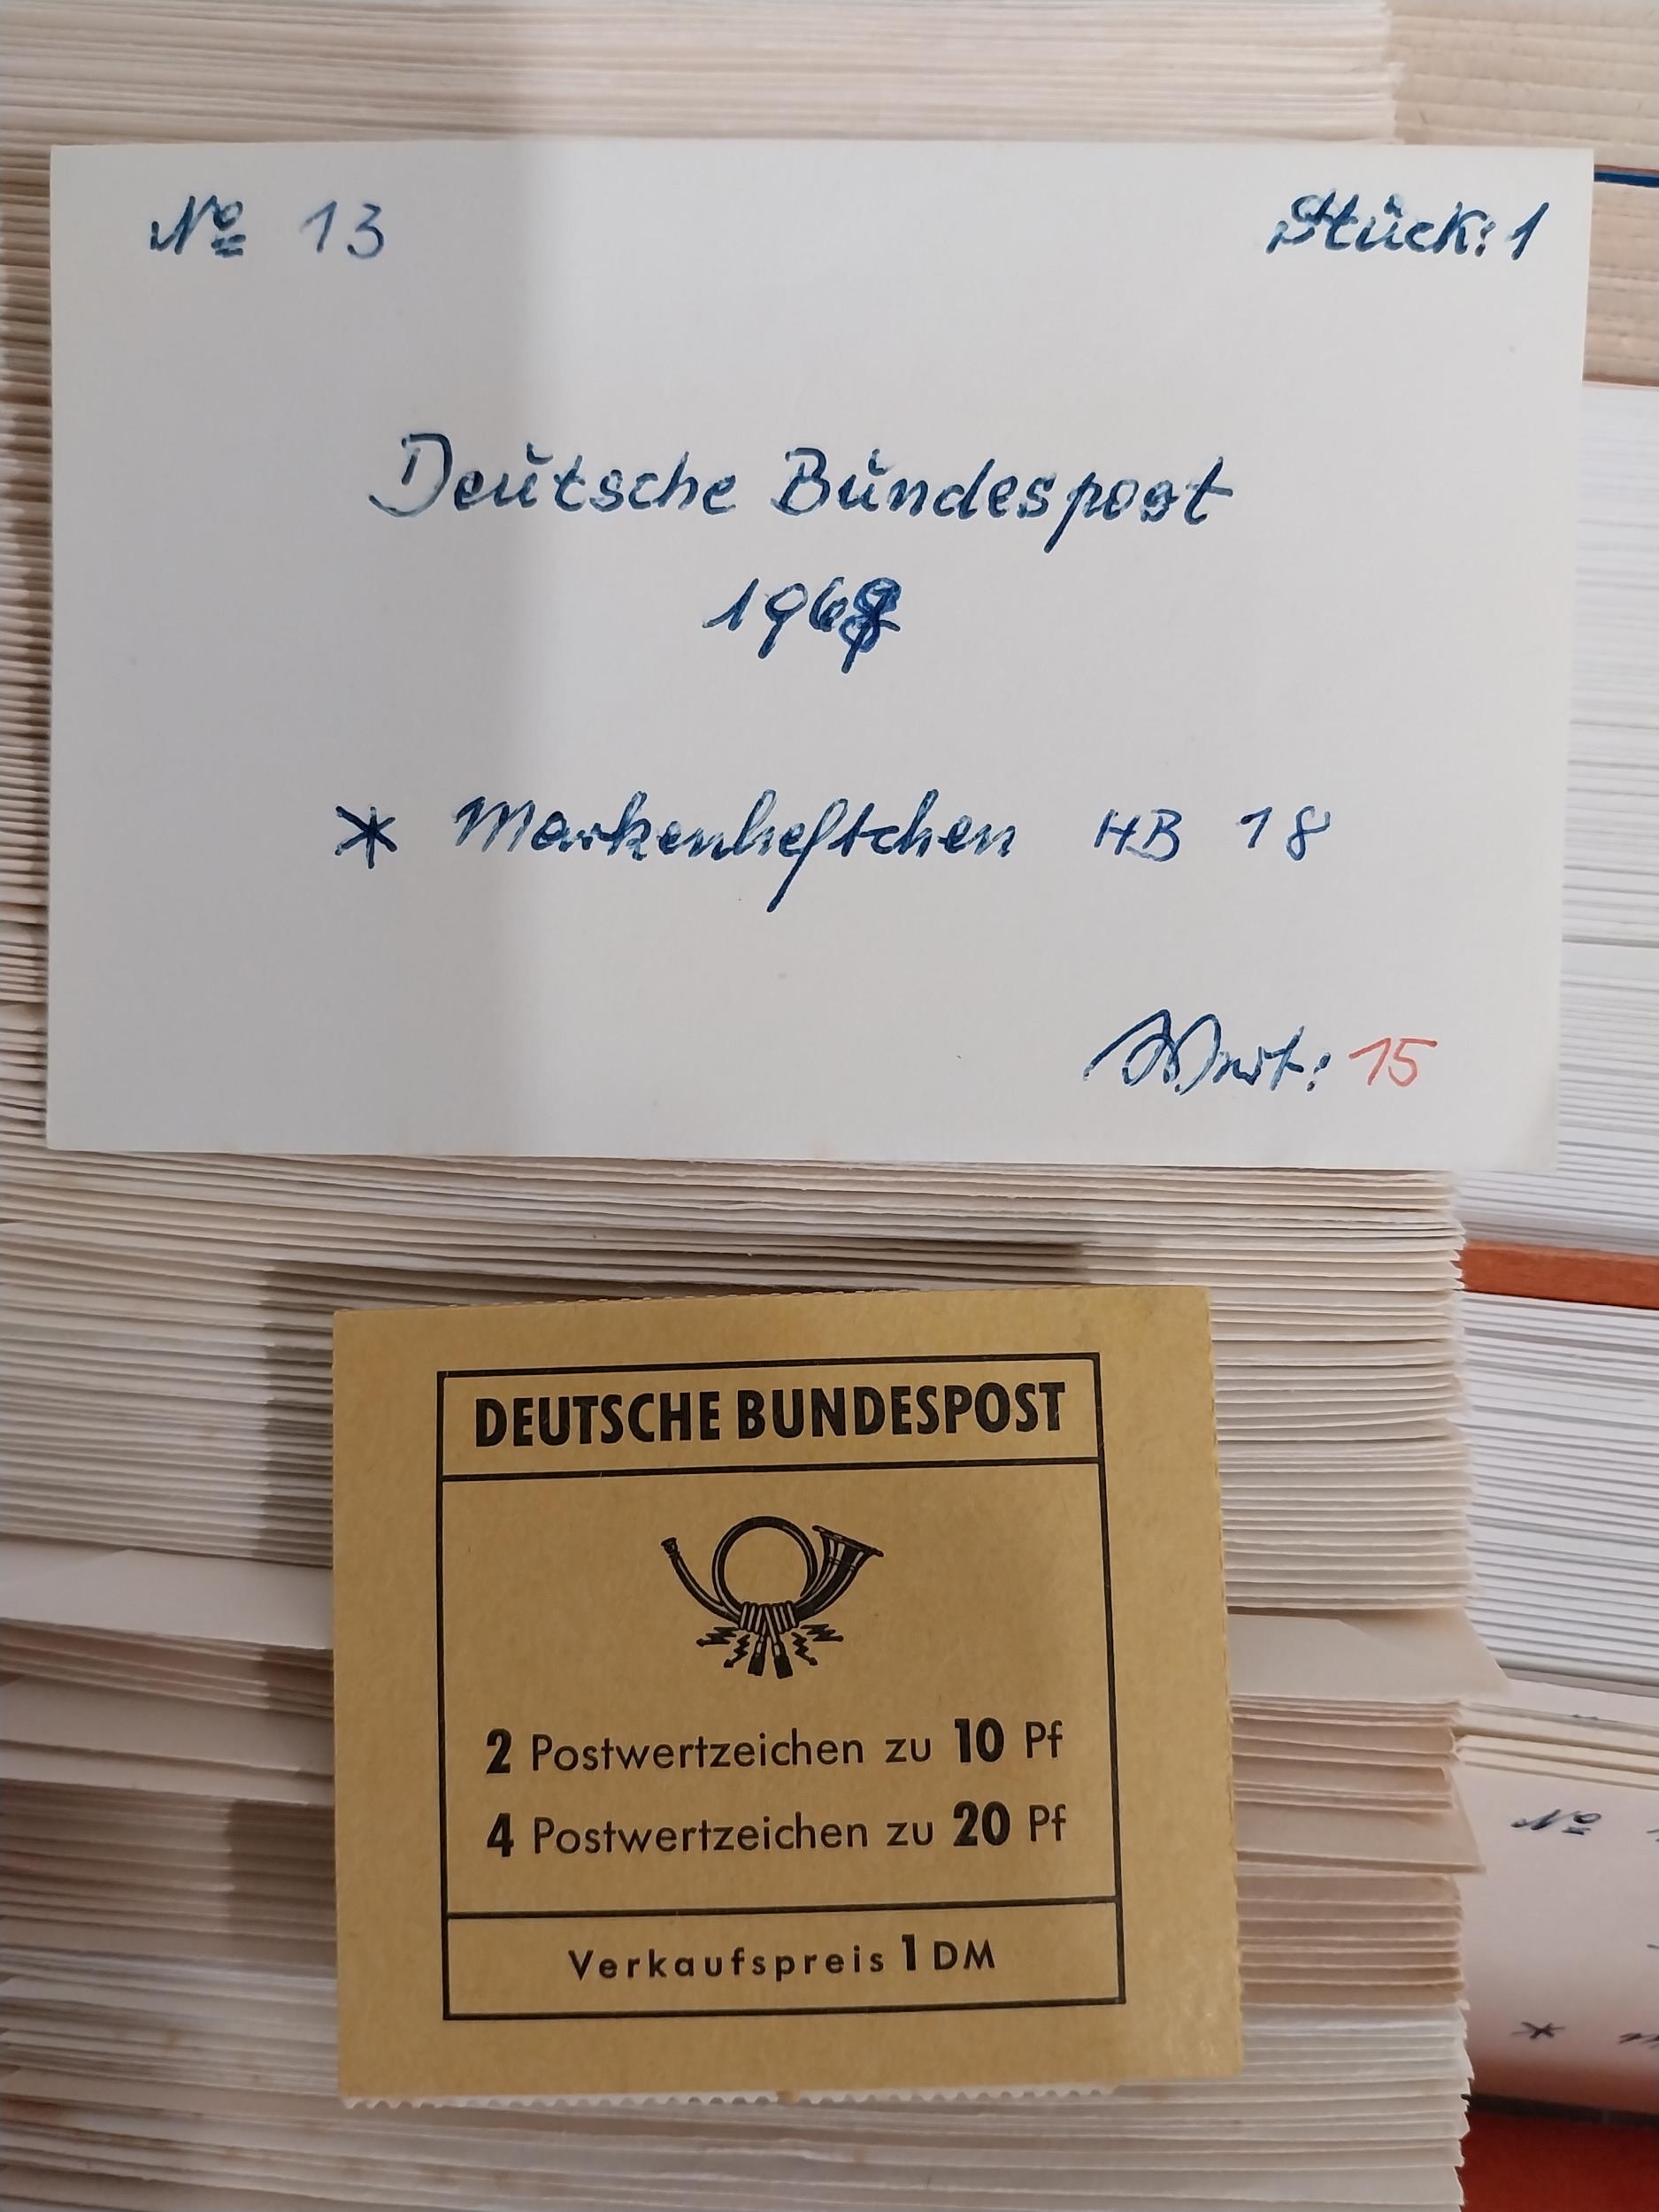 № 13
Stück: 1
Deutsche Bundespost
* Markenheftchen HB 18
Wert: 15
DEUTSCHE BUNDESPOST
2 Postwertzeichen zu 10 Pf
4 Postwertzeichen zu 20 Pf
Verkaufspreis 1 DM
№
*